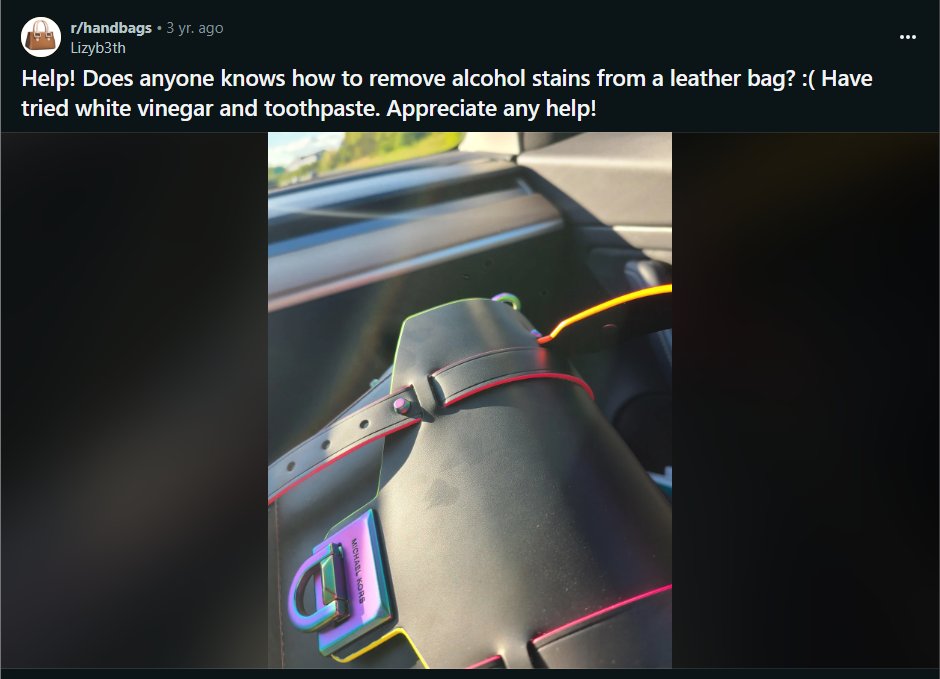 r/handbags • 3 yr. ago
Lizyb3th
Help! Does anyone knows how to remove alcohol stains from a leather bag? :( Have
tried white vinegar and toothpaste. Appreciate any help!
MICHAEL KORS